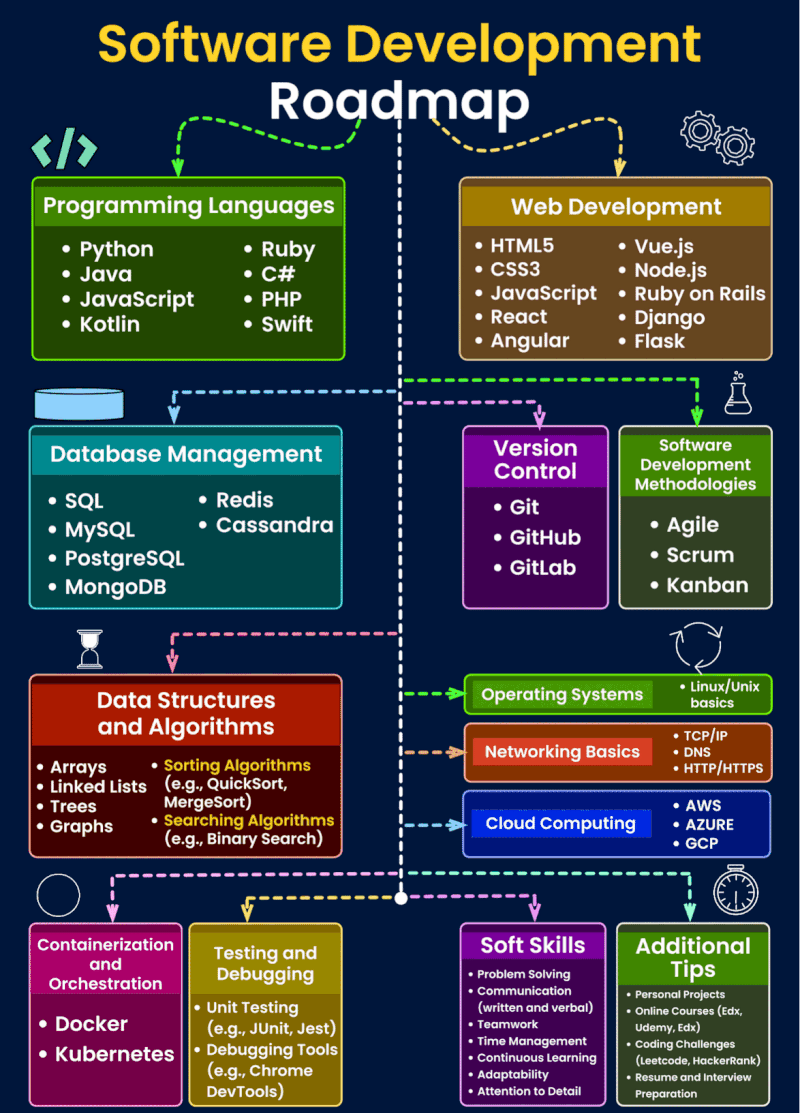 Software Development
Roadmap
</>
Programming Languages
• Python
• Java
• JavaScript
• Kotlin
• Ruby
• C#
• PHP
• Swift
Web Development
• HTML5
• CSS3
• JavaScript
• React
• Angular
• Vue.js
• Node.js
• Ruby on Rails
• Django
• Flask
Database Management
• SQL
• MySQL
• PostgreSQL
• MongoDB
• Redis
• Cassandra
Version
Control
• Git
• GitHub
• GitLab
Software
Development
Methodologies
• Agile
• Scrum
• Kanban
Data Structures
and Algorithms
• Arrays
• Linked Lists
• Trees
• Graphs
• Sorting Algorithms
(e.g., QuickSort,
MergeSort)
• Searching Algorithms
(e.g., Binary Search)
Operating Systems
• Linux/Unix
basics
Networking Basics
• TCP/IP
• DNS
• HTTP/HTTPS
Cloud Computing
• AWS
• AZURE
• GCP
Containerization
and
Orchestration
• Docker
• Kubernetes
Testing and
Debugging
• Unit Testing
(e.g., JUnit, Jest)
• Debugging Tools
(e.g., Chrome
DevTools)
Soft Skills
• Problem Solving
• Communication
(written and verbal)
• Teamwork
• Time Management
• Continuous Learning
• Adaptability
• Attention to Detail
Additional
Tips
• Personal Projects
• Online Courses (Edx,
Udemy, Edx)
• Coding Challenges
(Leetcode, HackerRank)
• Resume and Interview
Preparation